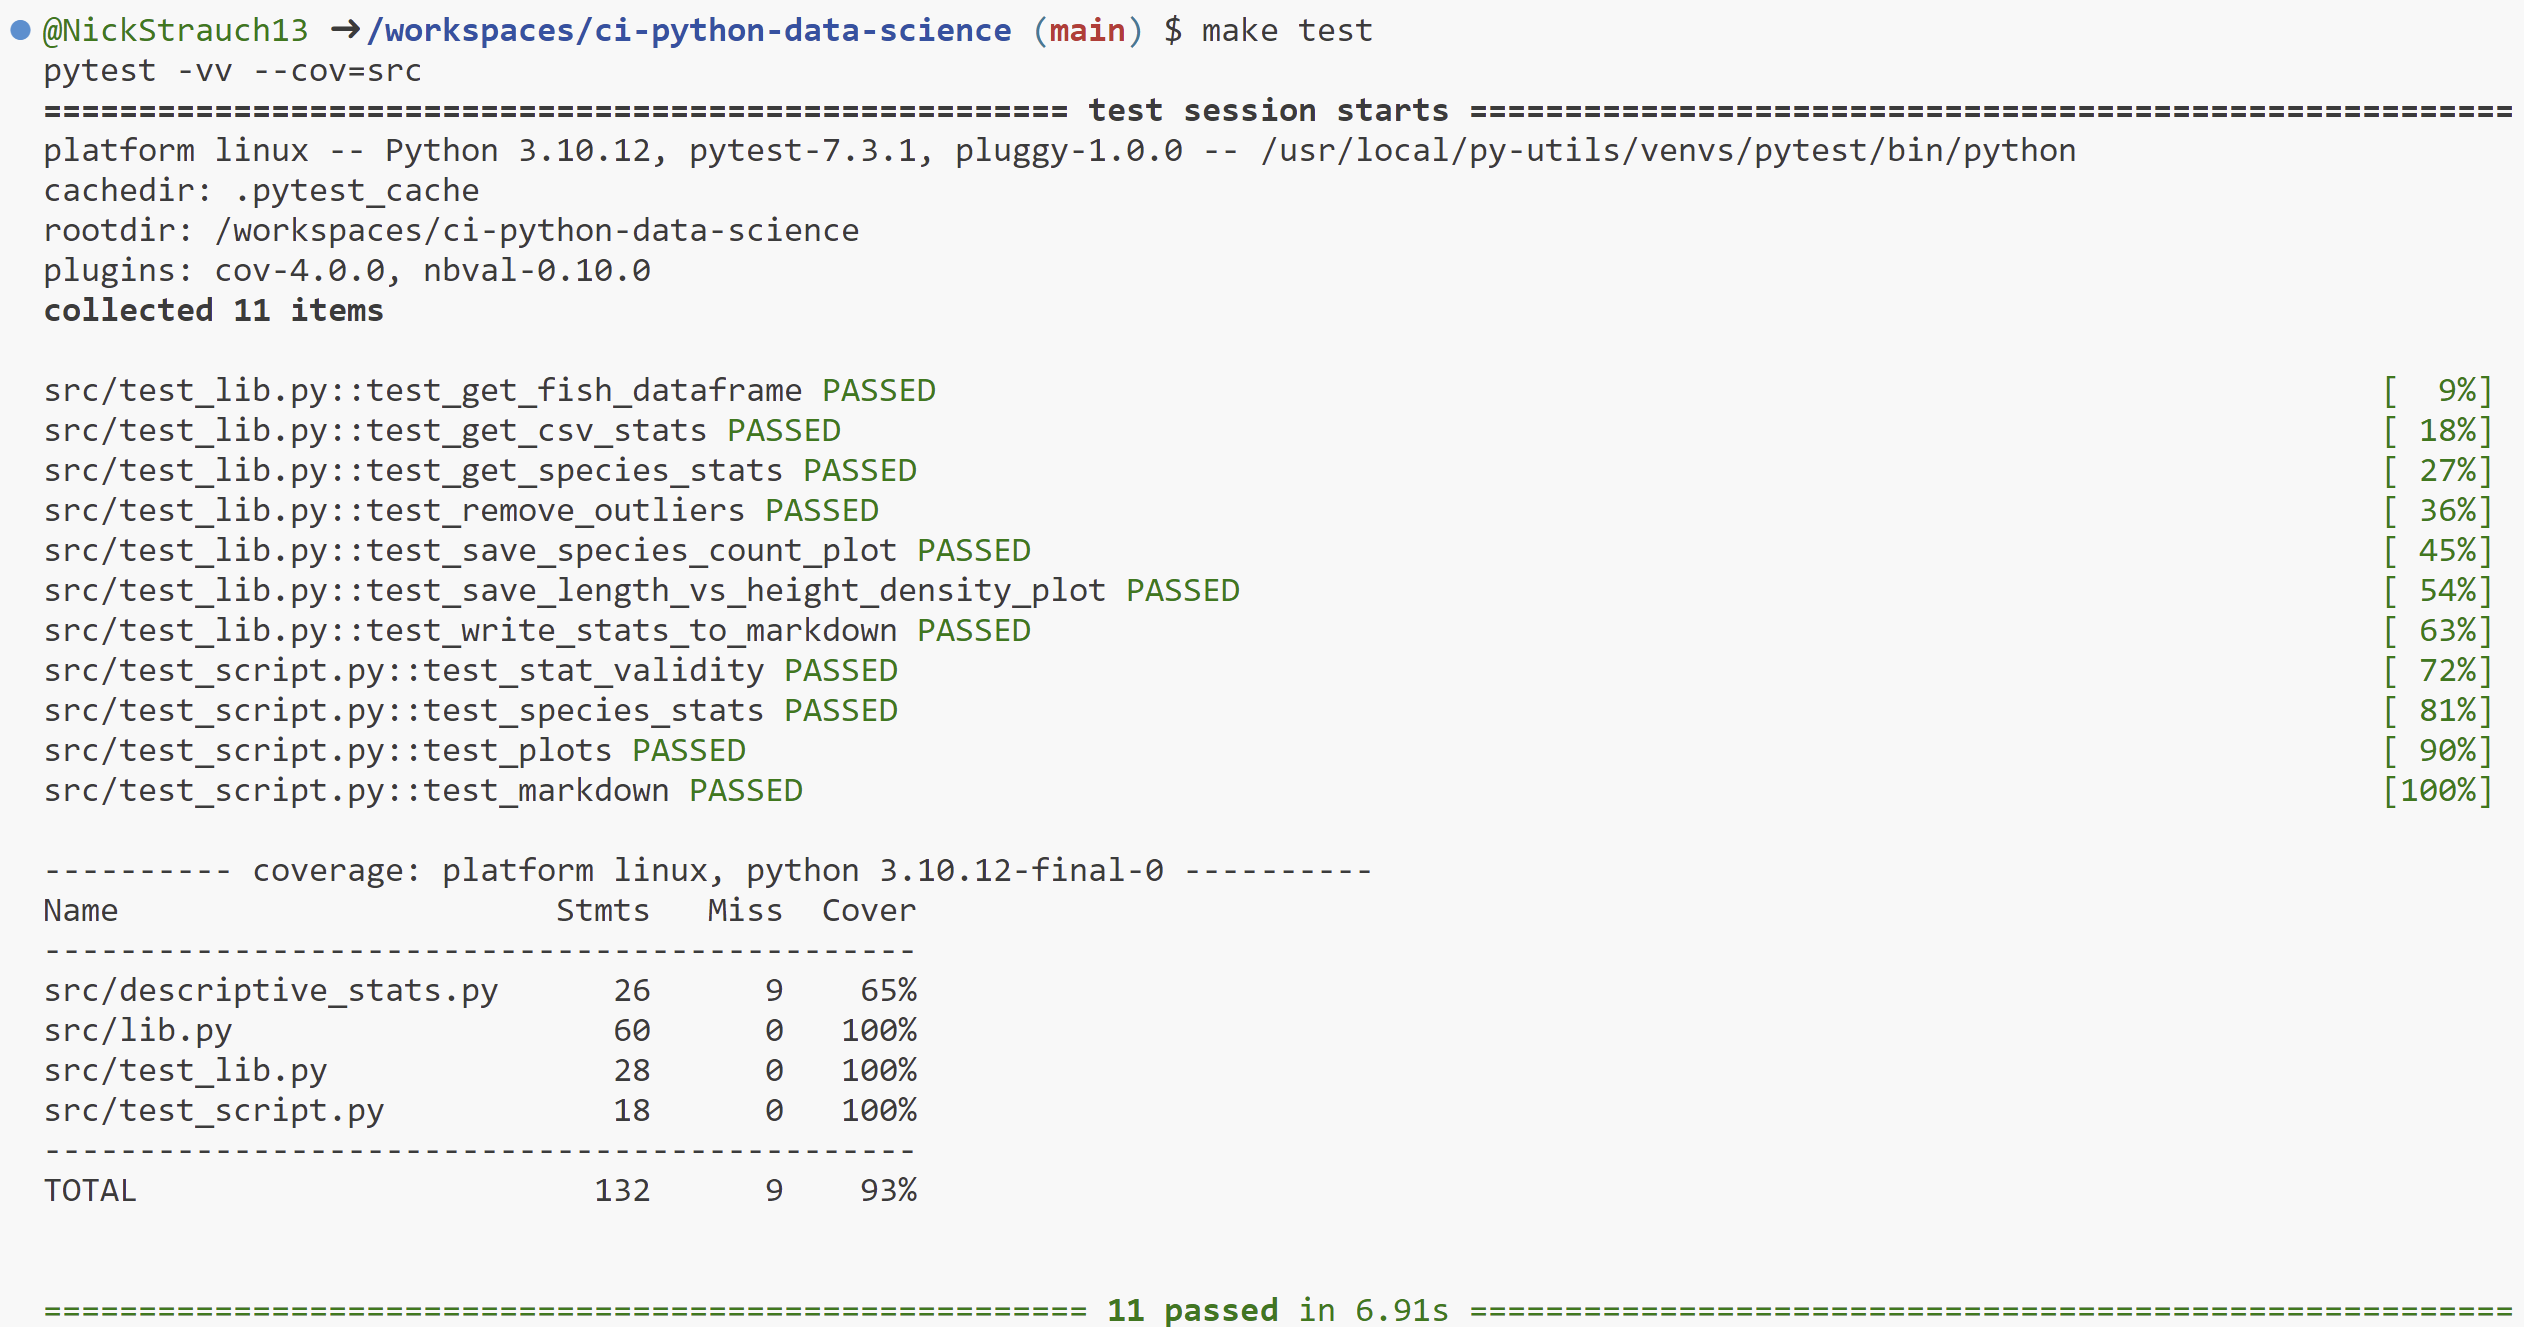 @NickStrauch13 ➜/workspaces/ci-python-data-science (main) $ make test
pytest -vv --cov=src
====================================================== test session starts =======================================================
platform linux -- Python 3.10.12, pytest-7.3.1, pluggy-1.0.0 -- /usr/local/py-utils/venvs/pytest/bin/python
cachedir: .pytest_cache
rootdir: /workspaces/ci-python-data-science
plugins: cov-4.0.0, nbval-0.10.0
collected 11 items
src/test_lib.py::test_get_fish_dataframe PASSED [  9%]
src/test_lib.py::test_get_csv_stats PASSED [ 18%]
src/test_lib.py::test_get_species_stats PASSED [ 27%]
src/test_lib.py::test_remove_outliers PASSED [ 36%]
src/test_lib.py::test_save_species_count_plot PASSED [ 45%]
src/test_lib.py::test_save_length_vs_height_density_plot PASSED [ 54%]
src/test_lib.py::test_write_stats_to_markdown PASSED [ 63%]
src/test_script.py::test_stat_validity PASSED [ 72%]
src/test_script.py::test_species_stats PASSED [ 81%]
src/test_script.py::test_plots PASSED [ 90%]
src/test_script.py::test_markdown PASSED [100%]
---------- coverage: platform linux, python 3.10.12-final-0 ----------
Name                       Stmts   Miss  Cover
----------------------------------------------
src/descriptive_stats.py      26      9    65%
src/lib.py                    60      0   100%
src/test_lib.py               28      0   100%
src/test_script.py            18      0   100%
----------------------------------------------
TOTAL                        132      9    93%
======================================================= 11 passed in 6.91s =======================================================